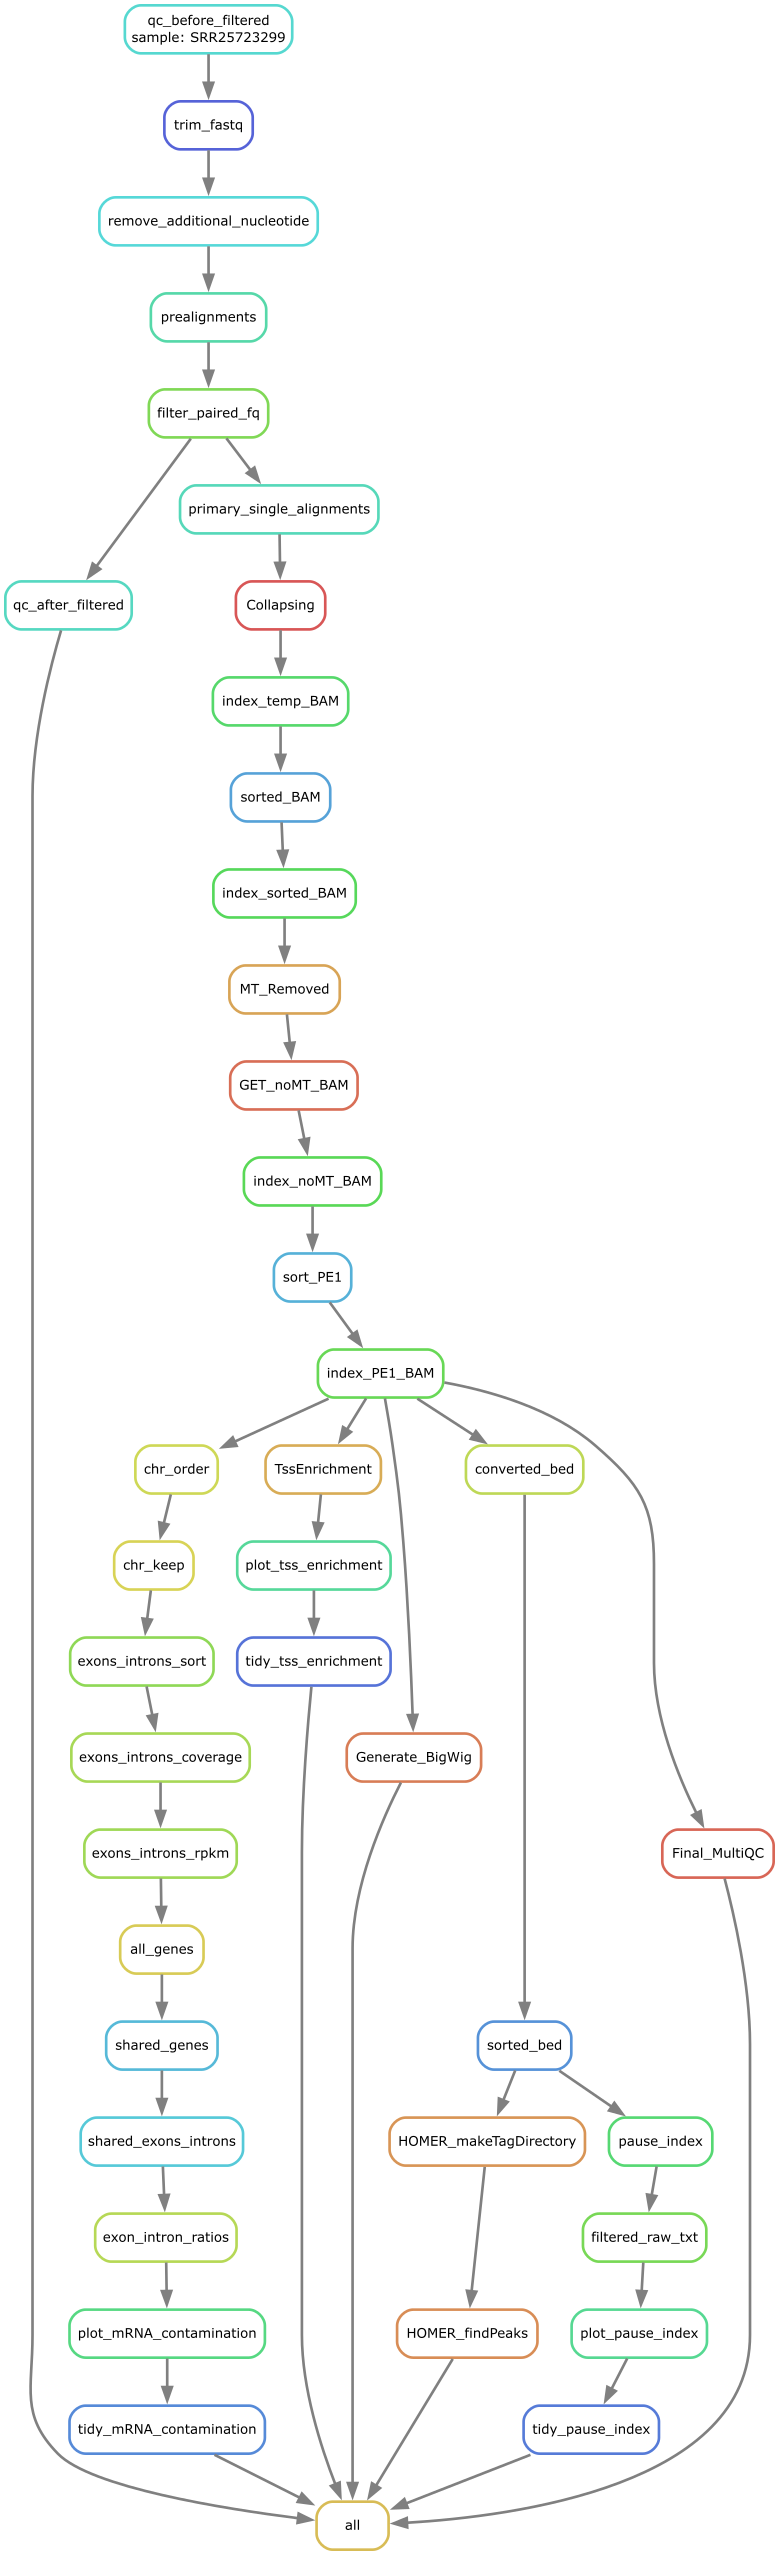 qc_before_filtered
sample: SRR25723299
trim_fastq
remove_additional_nucleotide
prealignments
filter_paired_fq
primary_single_alignments
qc_after_filtered
Collapsing
index_temp_BAM
sorted_BAM
index_sorted_BAM
MT_Removed
GET_noMT_BAM
index_noMT_BAM
sort_PE1
index_PE1_BAM
chr_order
TssEnrichment
converted_bed
chr_keep
plot_tss_enrichment
exons_introns_sort
tidy_tss_enrichment
exons_introns_coverage
Generate_BigWig
exons_introns_rpkm
Final_MultiQC
all_genes
shared_genes
sorted_bed
shared_exons_introns
HOMER_makeTagDirectory
pause_index
exon_intron_ratios
filtered_raw_txt
plot_mRNA_contamination
HOMER_findPeaks
plot_pause_index
tidy_mRNA_contamination
tidy_pause_index
all